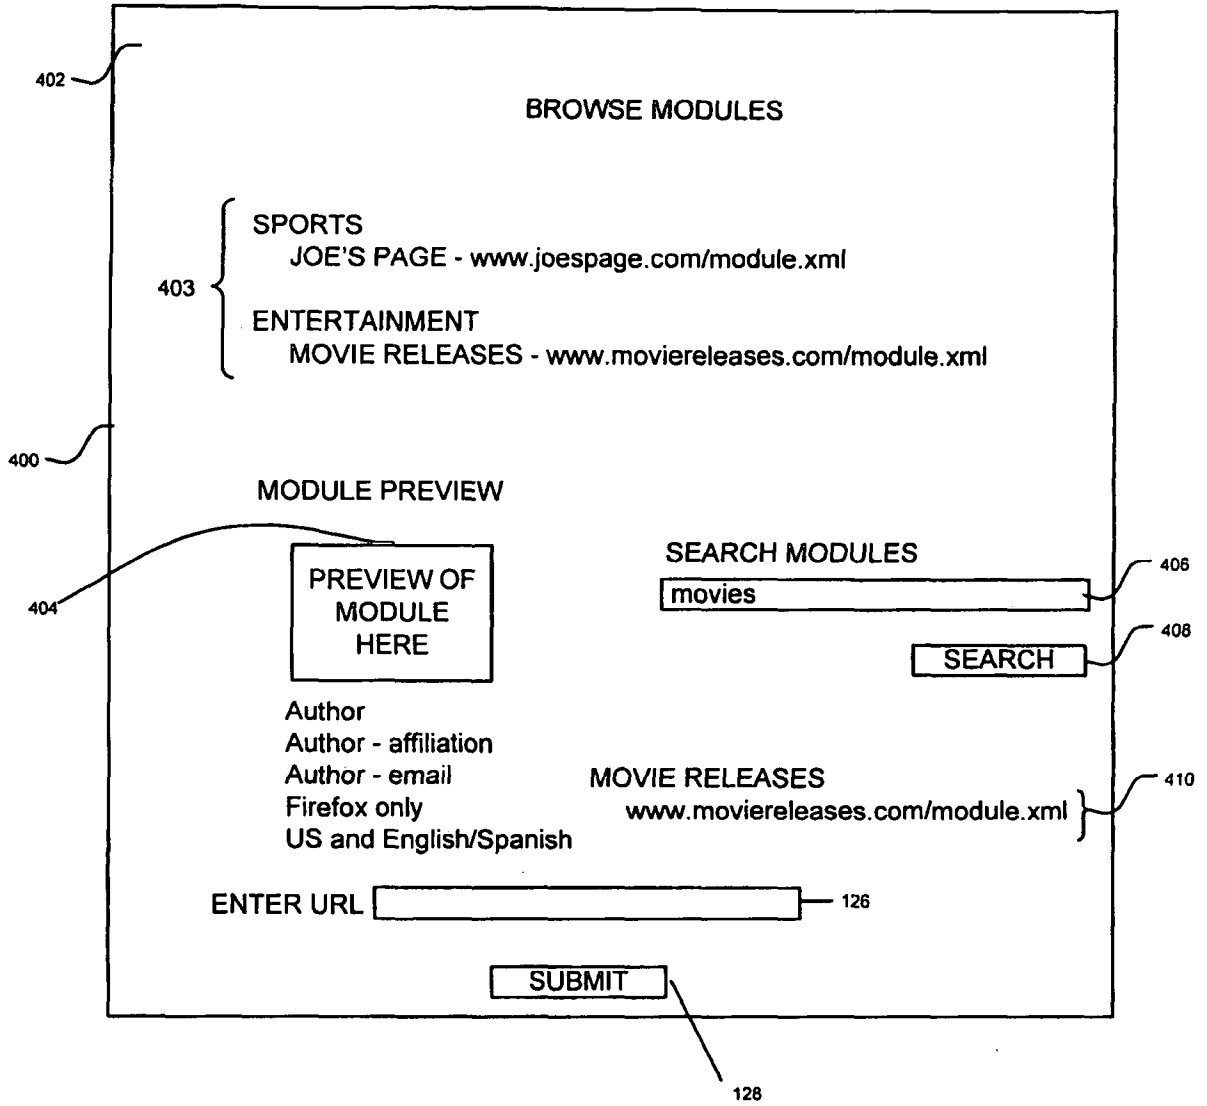 402
BROWSE MODULES
SPORTS
JOE'S PAGE - www.joespage.com/module.xml
403
ENTERTAINMENT
MOVIE RELEASES - www.moviereleases.com/module.xml
400
MODULE PREVIEW
404
PREVIEW OF
MODULE
HERE
SEARCH MODULES
406
movies
408
SEARCH
Author
Author - affiliation
Author - email
Firefox only
US and English/Spanish
MOVIE RELEASES
410
www.moviereleases.com/module.xml
ENTER URL
126
SUBMIT
128